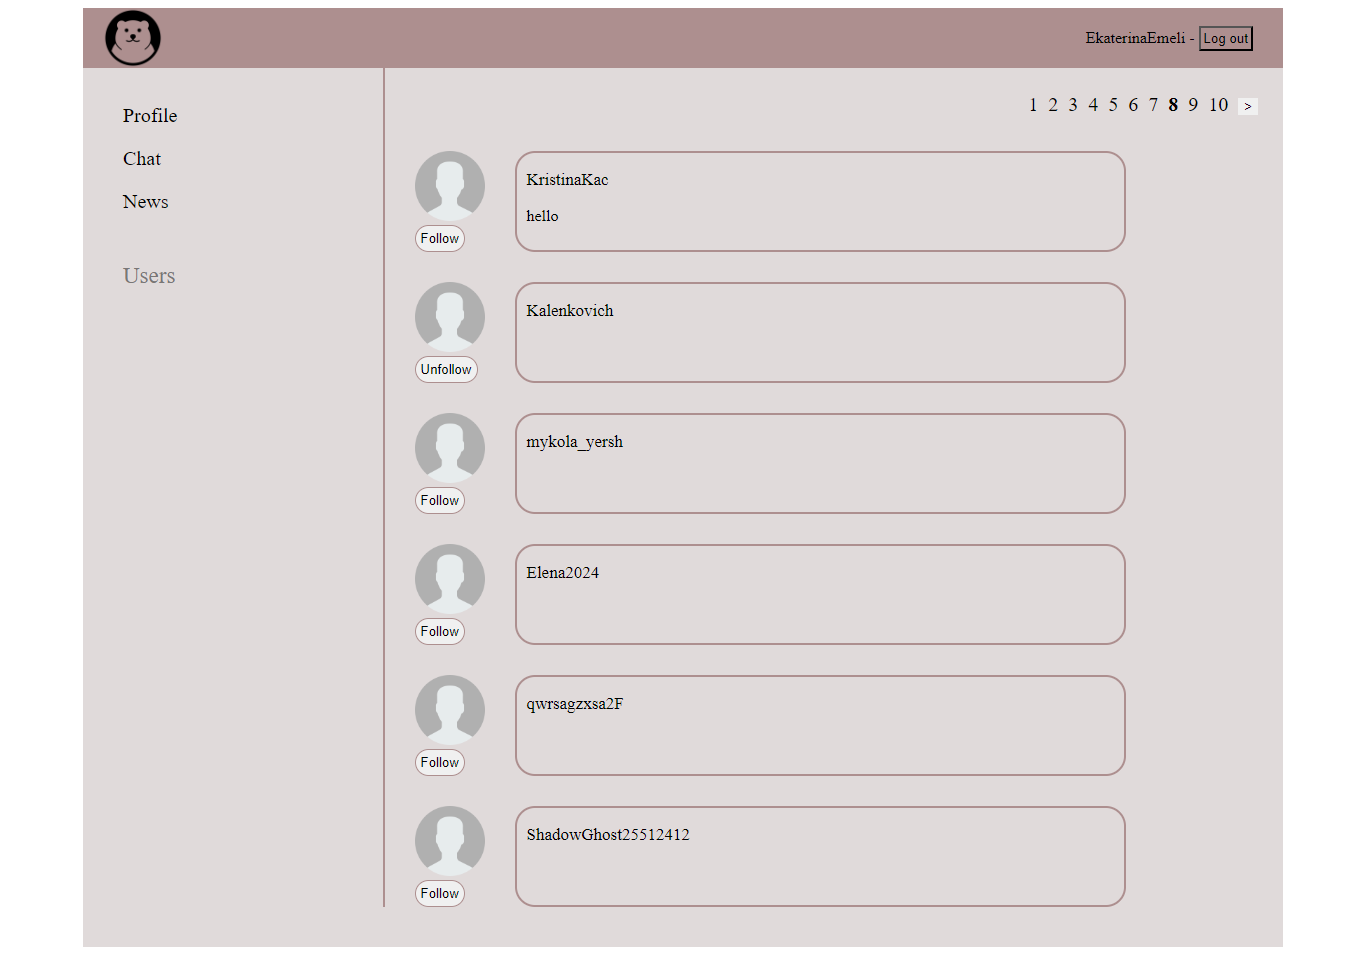 EkaterinaEmeli - Log out
Profile
Chat
News
Users
1 2 3 4 5 6 7 8 9 10 >
KristinaKac
hello
Follow
Kalenkovich
Unfollow
mykola_yersh
Follow
Elena2024
Follow
qwrsagzxsa2F
Follow
ShadowGhost25512412
Follow